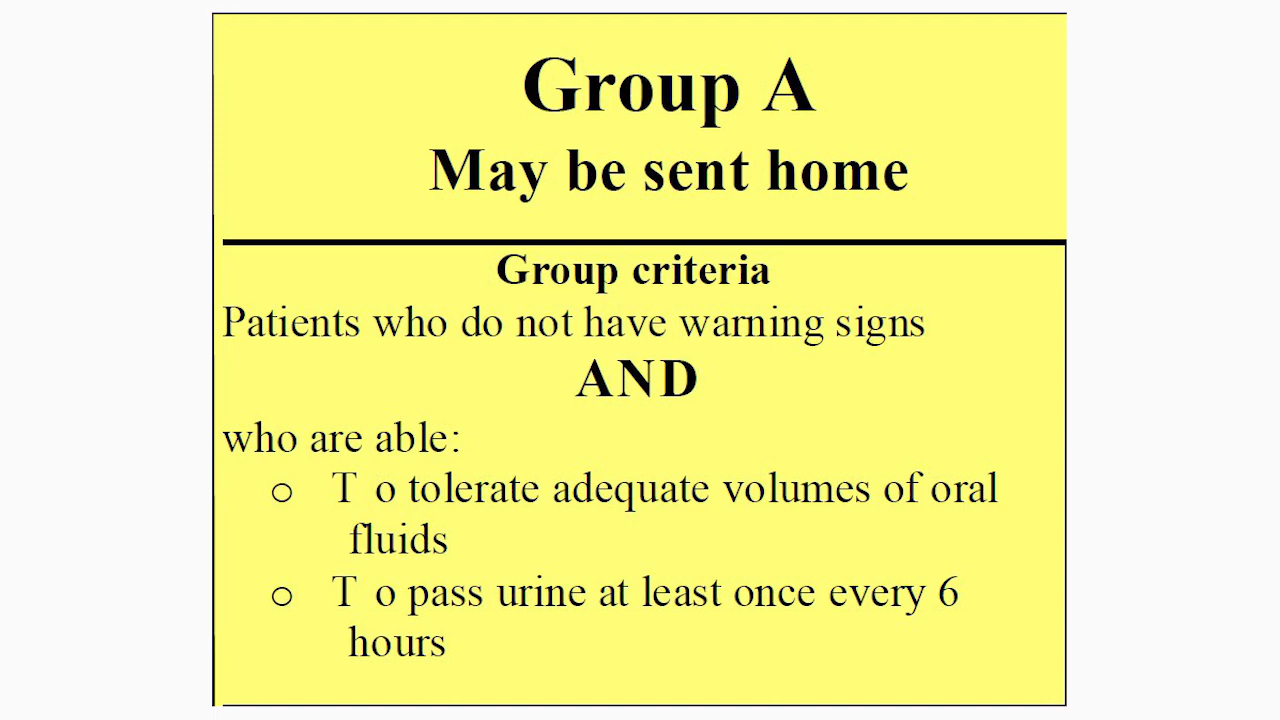 Group A
May be sent home
Group criteria
Patients who do not have warning signs
AND
who are able:
o T o tolerate adequate volumes of oral
fluids
o T o pass urine at least once every 6
hours